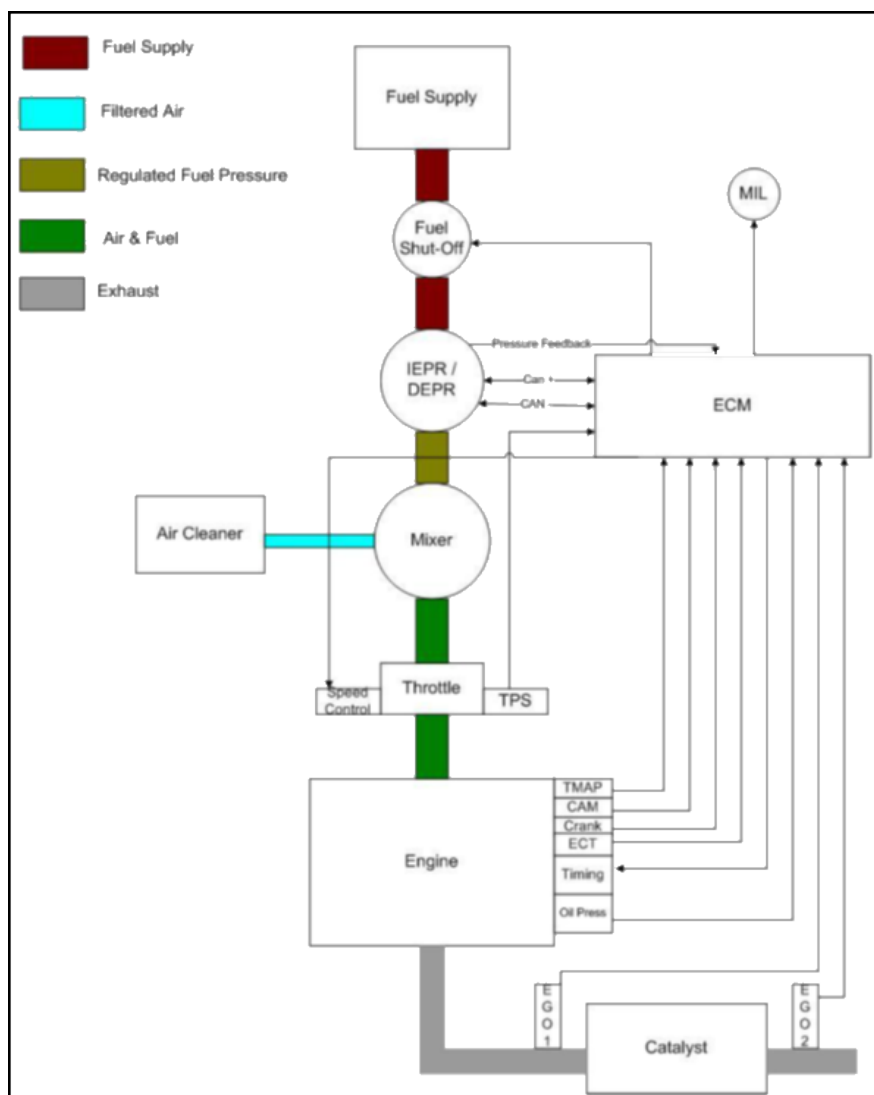 Fuel Supply
Filtered Air
Regulated Fuel Pressure
Air & Fuel
Exhaust
Fuel Supply
Fuel
Shut-Off
MIL
Pressure Feedback
IEPR /
DEPR
Can +
CAN
ECM
Air Cleaner
Mixer
Speed
Control
Throttle
TPS
TMAP
CAM
Crank
ECT
Engine
Timing
Oil Press
E
G
O
1
E
G
O
2
Catalyst